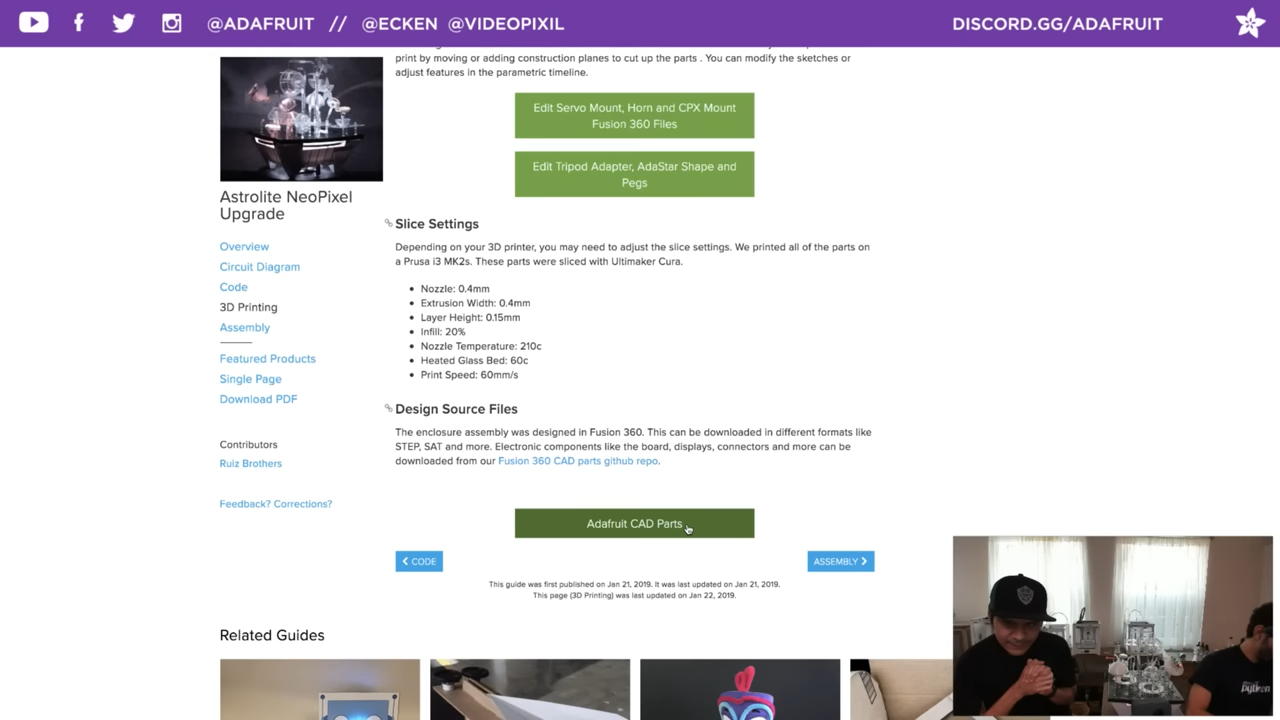 @ADAFRUIT // @ECKEN @VIDEOPIXIL
DISCORD.GG/ADAFRUIT
print by moving or adding construction planes to cut up the parts . You can modify the sketches or
adjust features in the parametric timeline.
Edit Servo Mount, Horn and CPX Mount
Fusion 360 Files
Edit Tripod Adapter, AdaStar Shape and
Pegs
Astrolite NeoPixel
Upgrade
Overview
Circuit Diagram
Code
3D Printing
Assembly
Featured Products
Single Page
Download PDF
Contributors
Ruiz Brothers
Feedback? Corrections?
Slice Settings
Depending on your 3D printer, you may need to adjust the slice settings. We printed all of the parts on
a Prusa i3 MK2s. These parts were sliced with Ultimaker Cura.
Nozzle: 0.4mm
Extrusion Width: 0.4mm
Layer Height: 0.15mm
Infill: 20%
Nozzle Temperature: 210c
Heated Glass Bed: 60c
Print Speed: 60mm/s
Design Source Files
The enclosure assembly was designed in Fusion 360. This can be downloaded in different formats like
STEP, SAT and more. Electronic components like the board, displays, connectors and more can be
downloaded from our Fusion 360 CAD parts github repo.
Adafruit CAD Parts
CODE
ASSEMBLY
This guide was first published on Jan 21, 2019. It was last updated on Jan 21, 2019.
This page (3D Printing) was last updated on Jan 22, 2019.
Related Guides
python